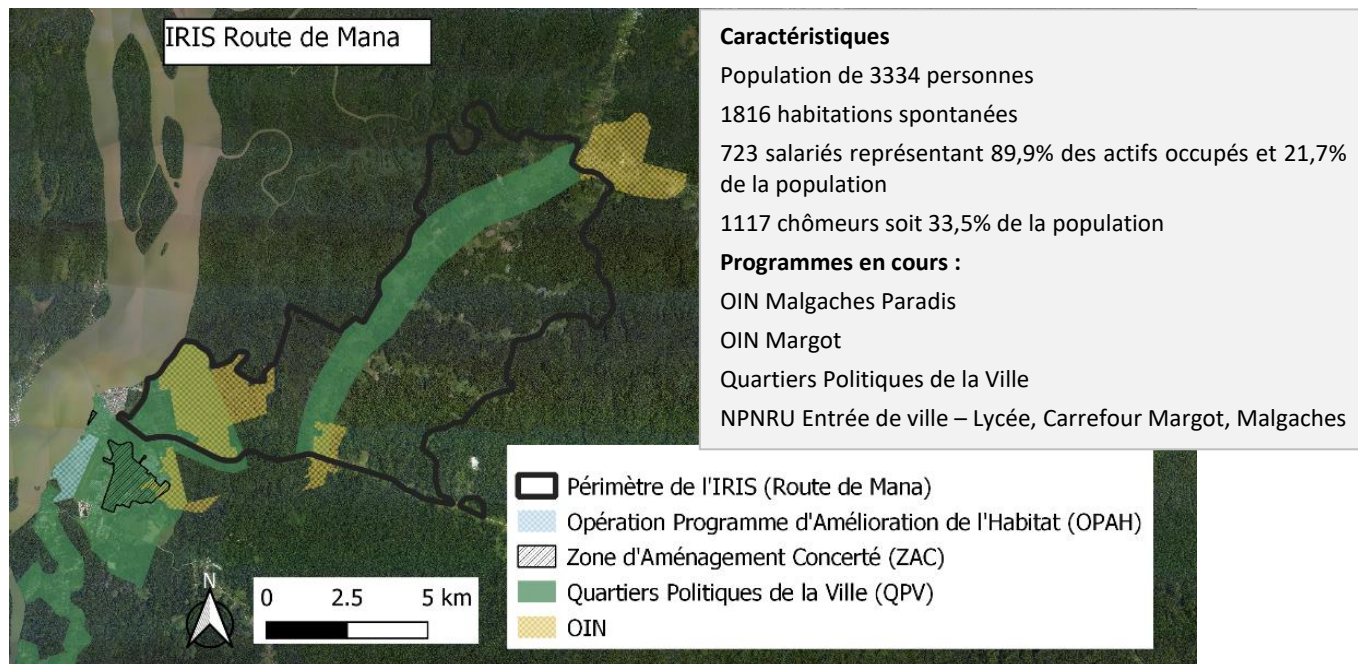 IRIS Route de Mana
Caractéristiques
Population de 3334 personnes
1816 habitations spontanées
723 salariés représentant 89,9% des actifs occupés et 21,7%
de la population
1117 chômeurs soit 33,5% de la population
Programmes en cours :
OIN Malgaches Paradis
OIN Margot
Quartiers Politiques de la Ville
NPNRU Entrée de ville – Lycée, Carrefour Margot, Malgaches
Périmètre de l'IRIS (Route de Mana)
Opération Programme d'Amélioration de l'Habitat (OPAH)
Zone d'Aménagement Concerté (ZAC)
Quartiers Politiques de la Ville (QPV)
OIN
N
0 2.5 5 km